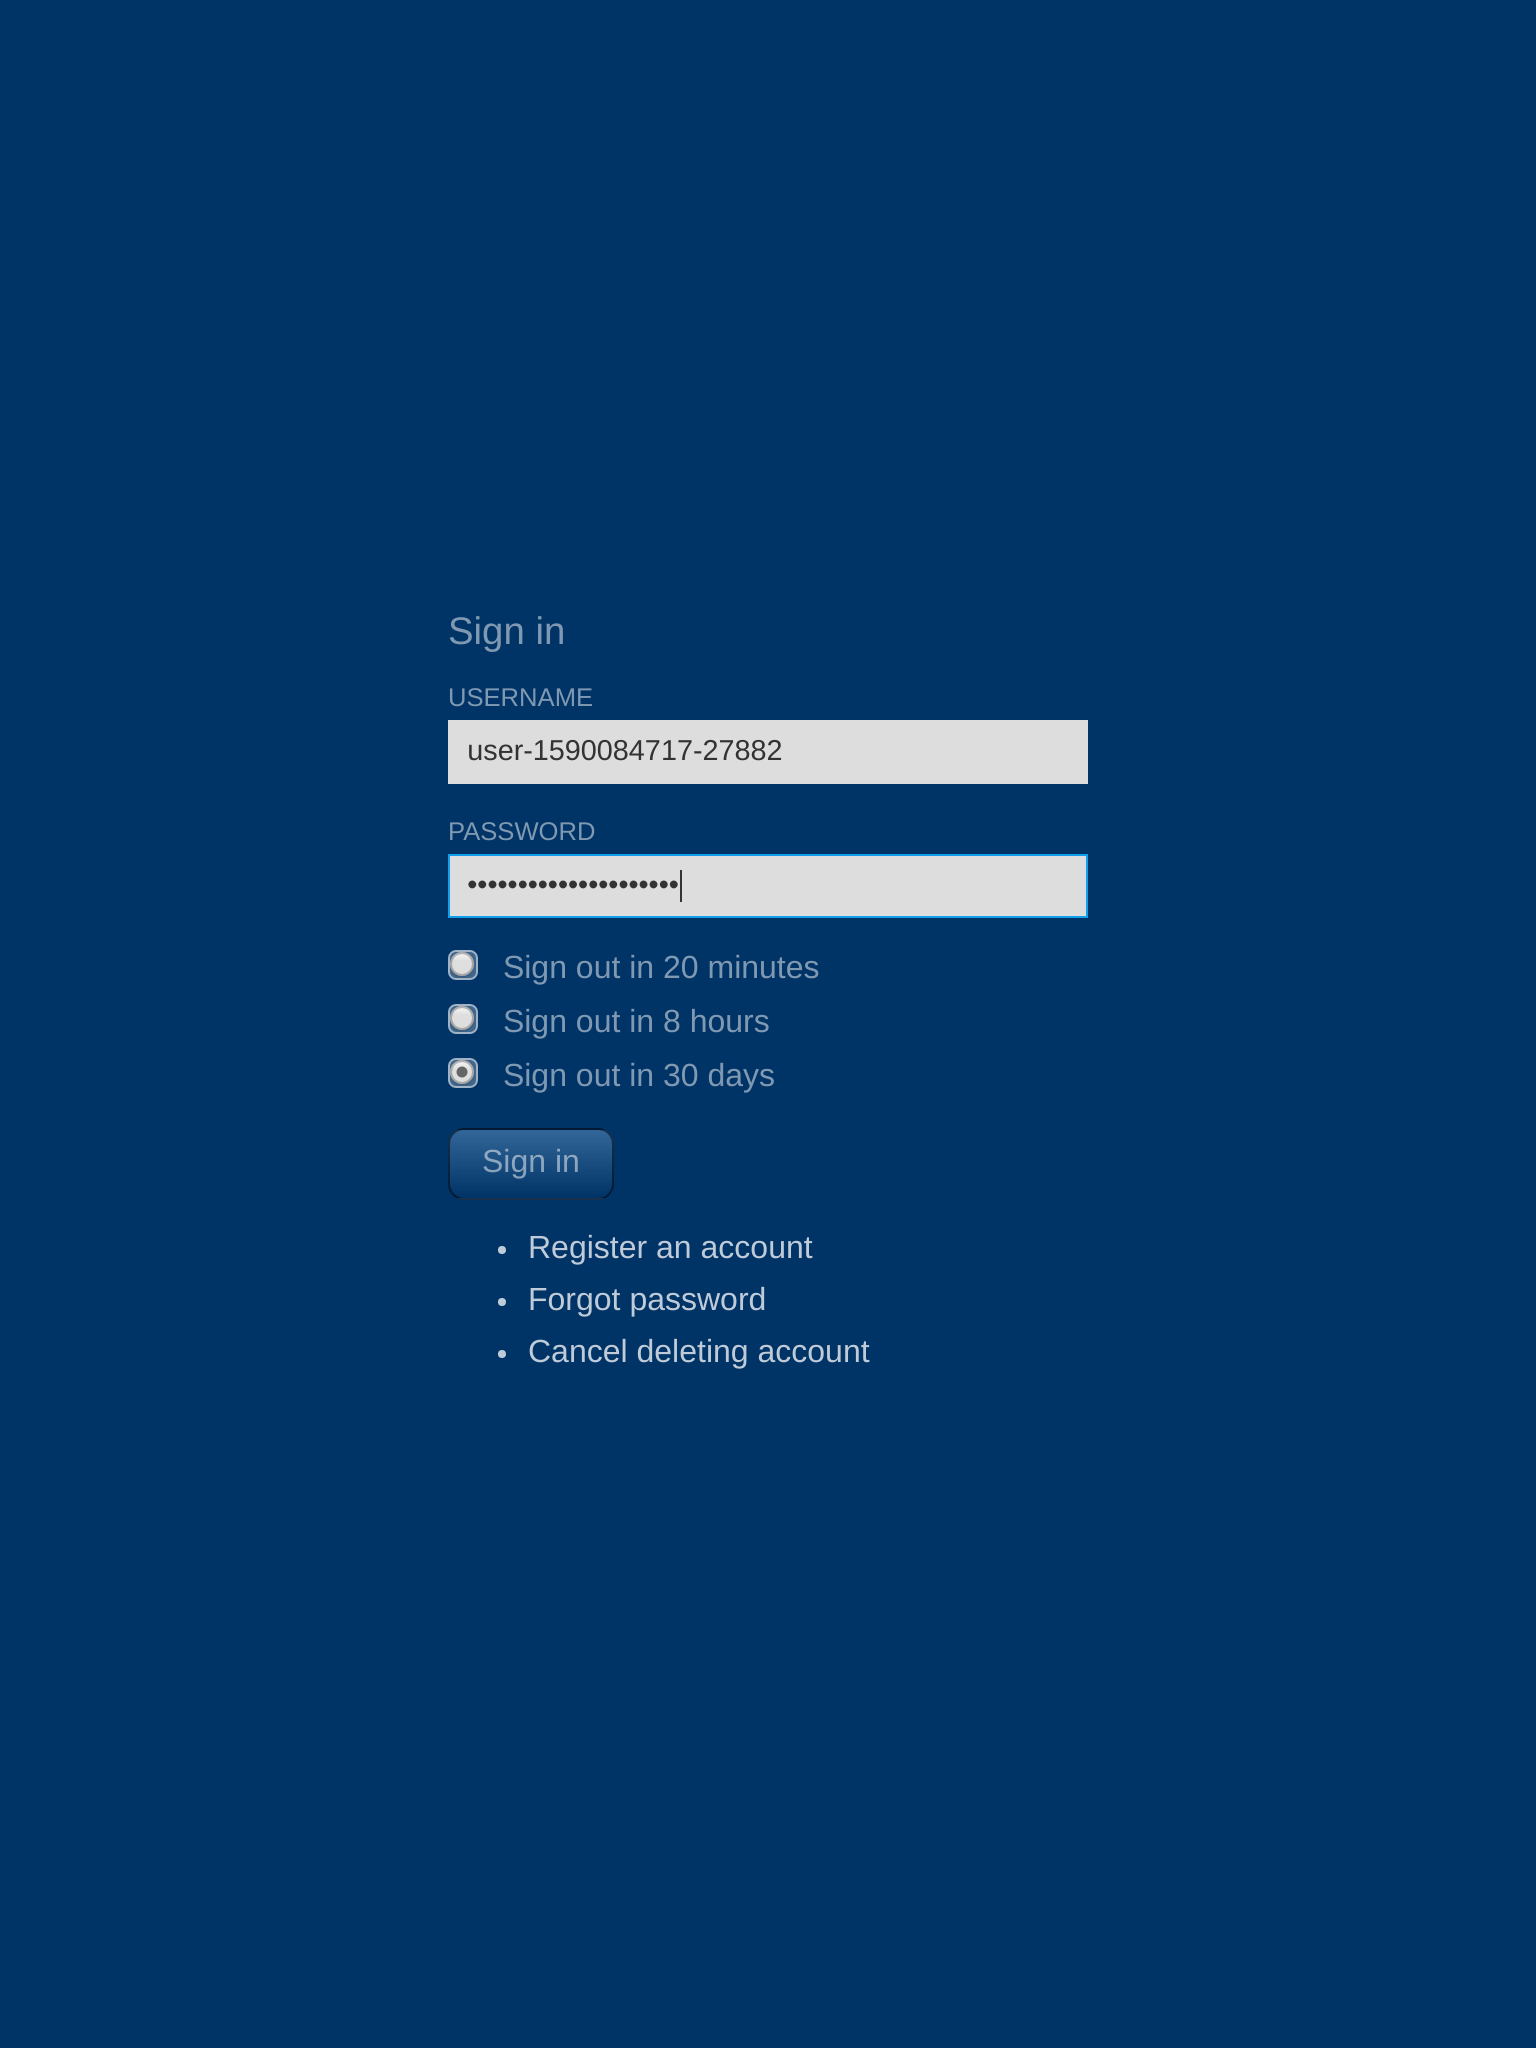 Sign in
USERNAME
user-1590084717-27882
PASSWORD
•••••••••••••••••••••
Sign out in 20 minutes
Sign out in 8 hours
Sign out in 30 days
Sign in
• Register an account
• Forgot password
• Cancel deleting account